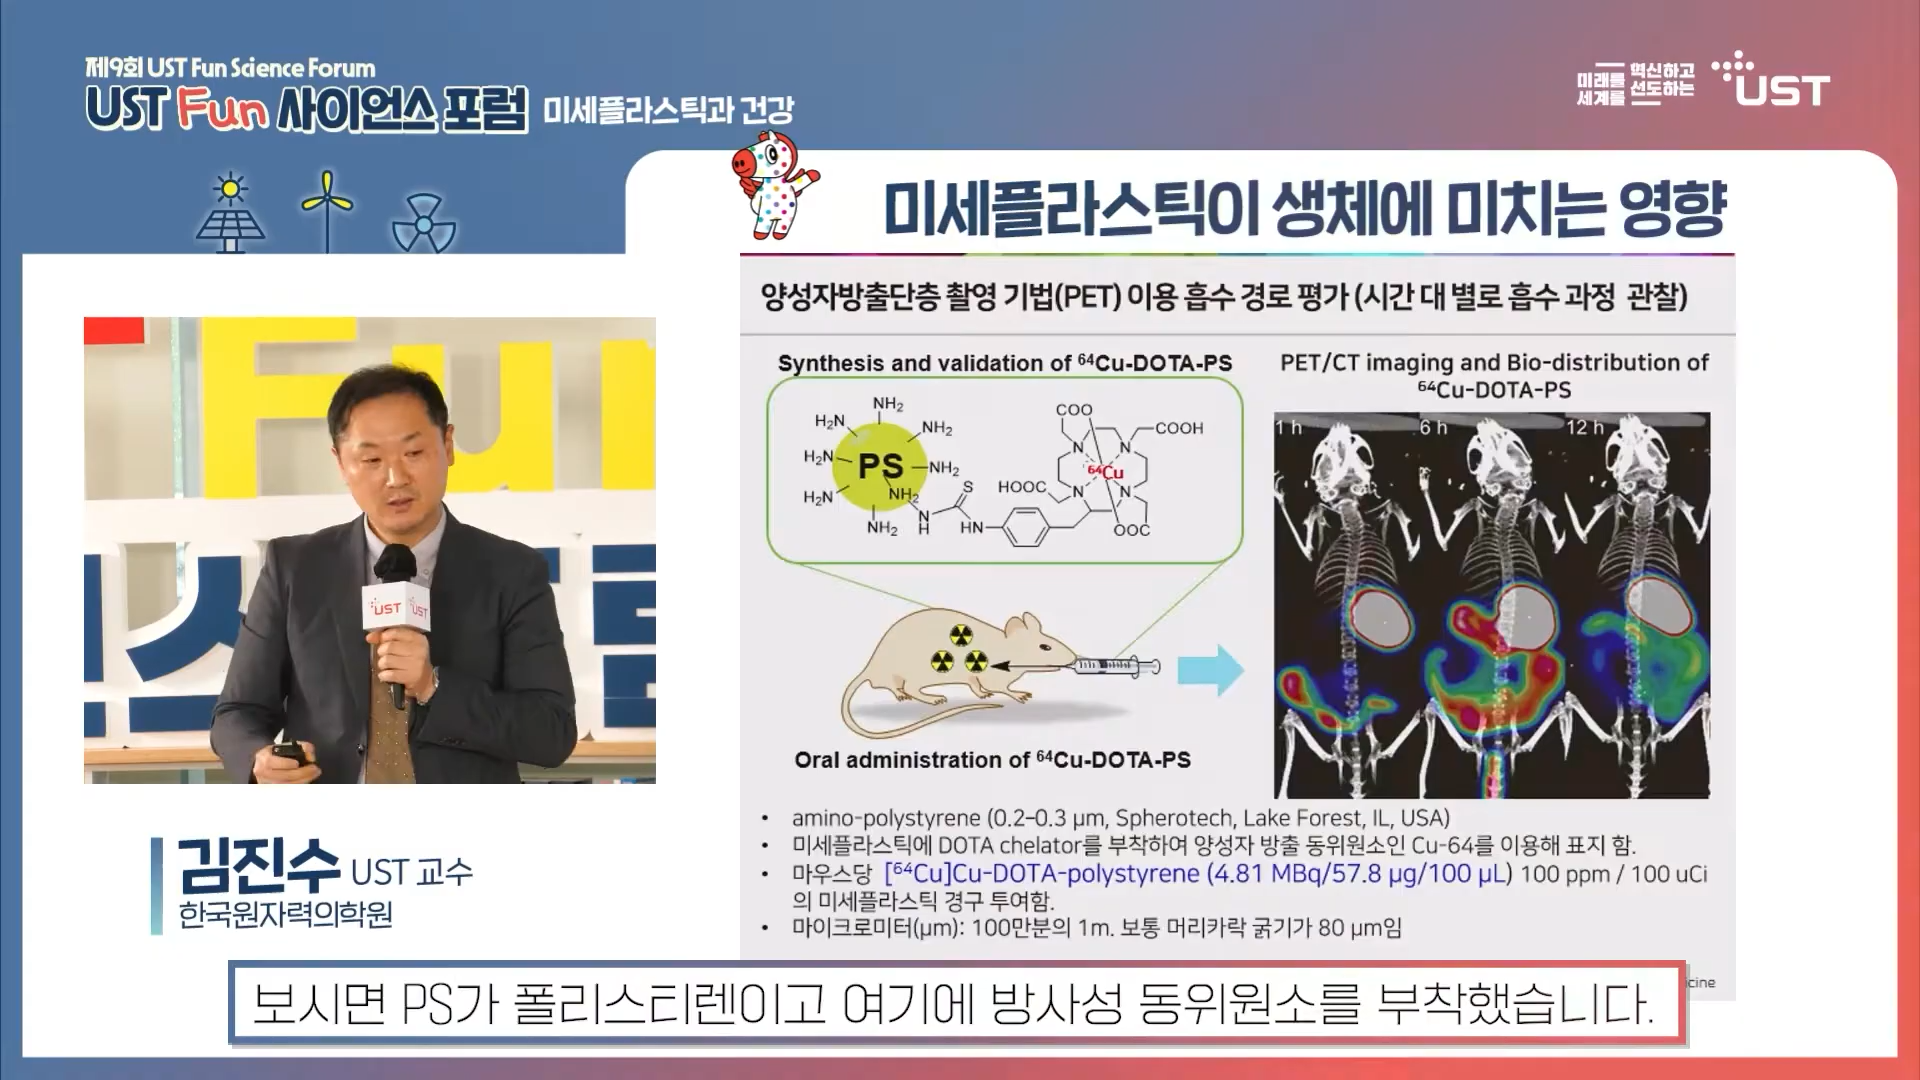 제9회 UST Fun Science Forum
UST Fun 사이언스 포럼 미세플라스틱과 건강
미래를 혁신하고
세계를 선도하는
UST
미세플라스틱이 생체에 미치는 영향
양성자방출단층 촬영 기법(PET) 이용 흡수 경로 평가 (시간 대 별로 흡수 과정 관찰)
Synthesis and validation of ⁶⁴Cu-DOTA-PS
PET/CT imaging and Bio-distribution of
⁶⁴Cu-DOTA-PS
NH₂
H₂N
NH₂
H₂N
PS
NH₂
H₂N
NH₂
NH₂
N
H
S
HN
HOOC
COO
COOH
N
N
⁶⁴Cu
N
N
OOC
1 h
6 h
12 h
Fun
UST
UST
Oral administration of ⁶⁴Cu-DOTA-PS
• amino-polystyrene (0.2–0.3 µm, Spherotech, Lake Forest, IL, USA)
• 미세플라스틱에 DOTA chelator를 부착하여 양성자 방출 동위원소인 Cu-64를 이용해 표지 함.
• 마우스당 [⁶⁴Cu]Cu-DOTA-polystyrene (4.81 MBq/57.8 µg/100 µL) 100 ppm / 100 uCi
의 미세플라스틱 경구 투여함.
• 마이크로미터(µm): 100만분의 1m. 보통 머리카락 굵기가 80 µm임
김진수 UST 교수
한국원자력의학원
보시면 PS가 폴리스티렌이고 여기에 방사성 동위원소를 부착했습니다.